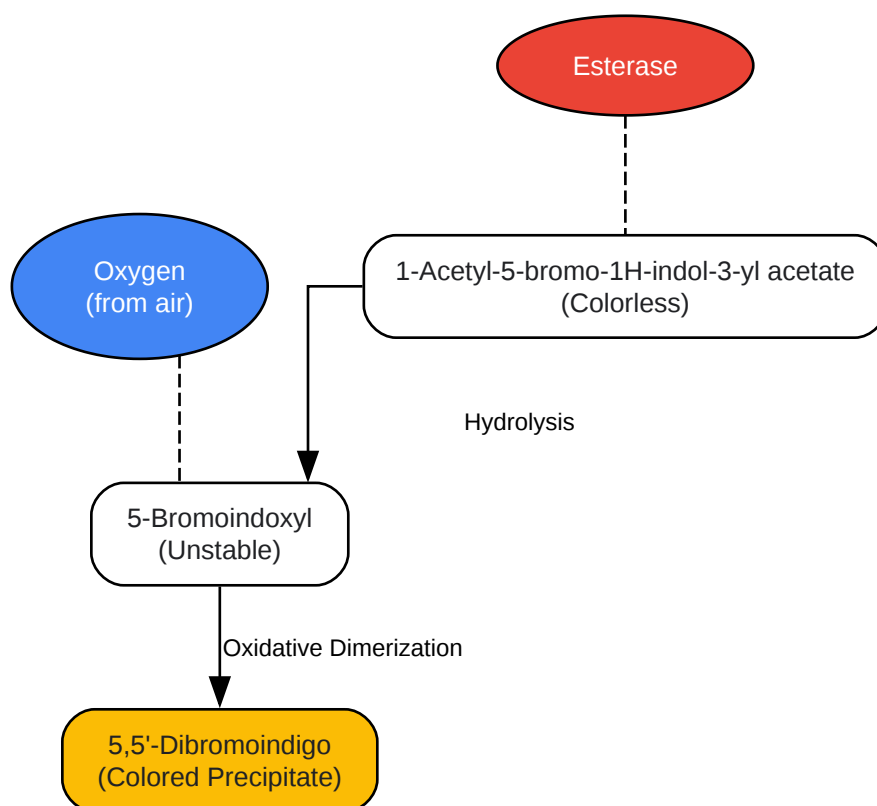 Esterase
1-Acetyl-5-bromo-1H-indol-3-yl acetate
(Colorless)
Oxygen
(from air)
Hydrolysis
5-Bromoindoxyl
(Unstable)
Oxidative Dimerization
5,5'-Dibromoindigo
(Colored Precipitate)